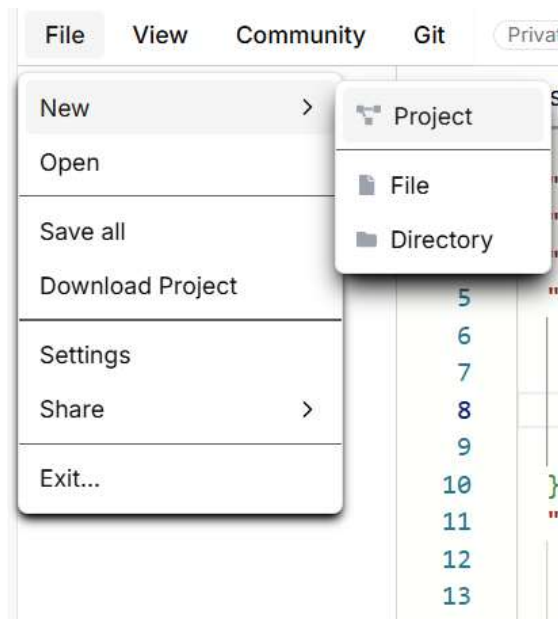 File View Community Git
New
Project
Open
File
Save all
Directory
Download Project
5
6
Settings
7
Share
8
9
Exit...
10 }
11 "
12
13